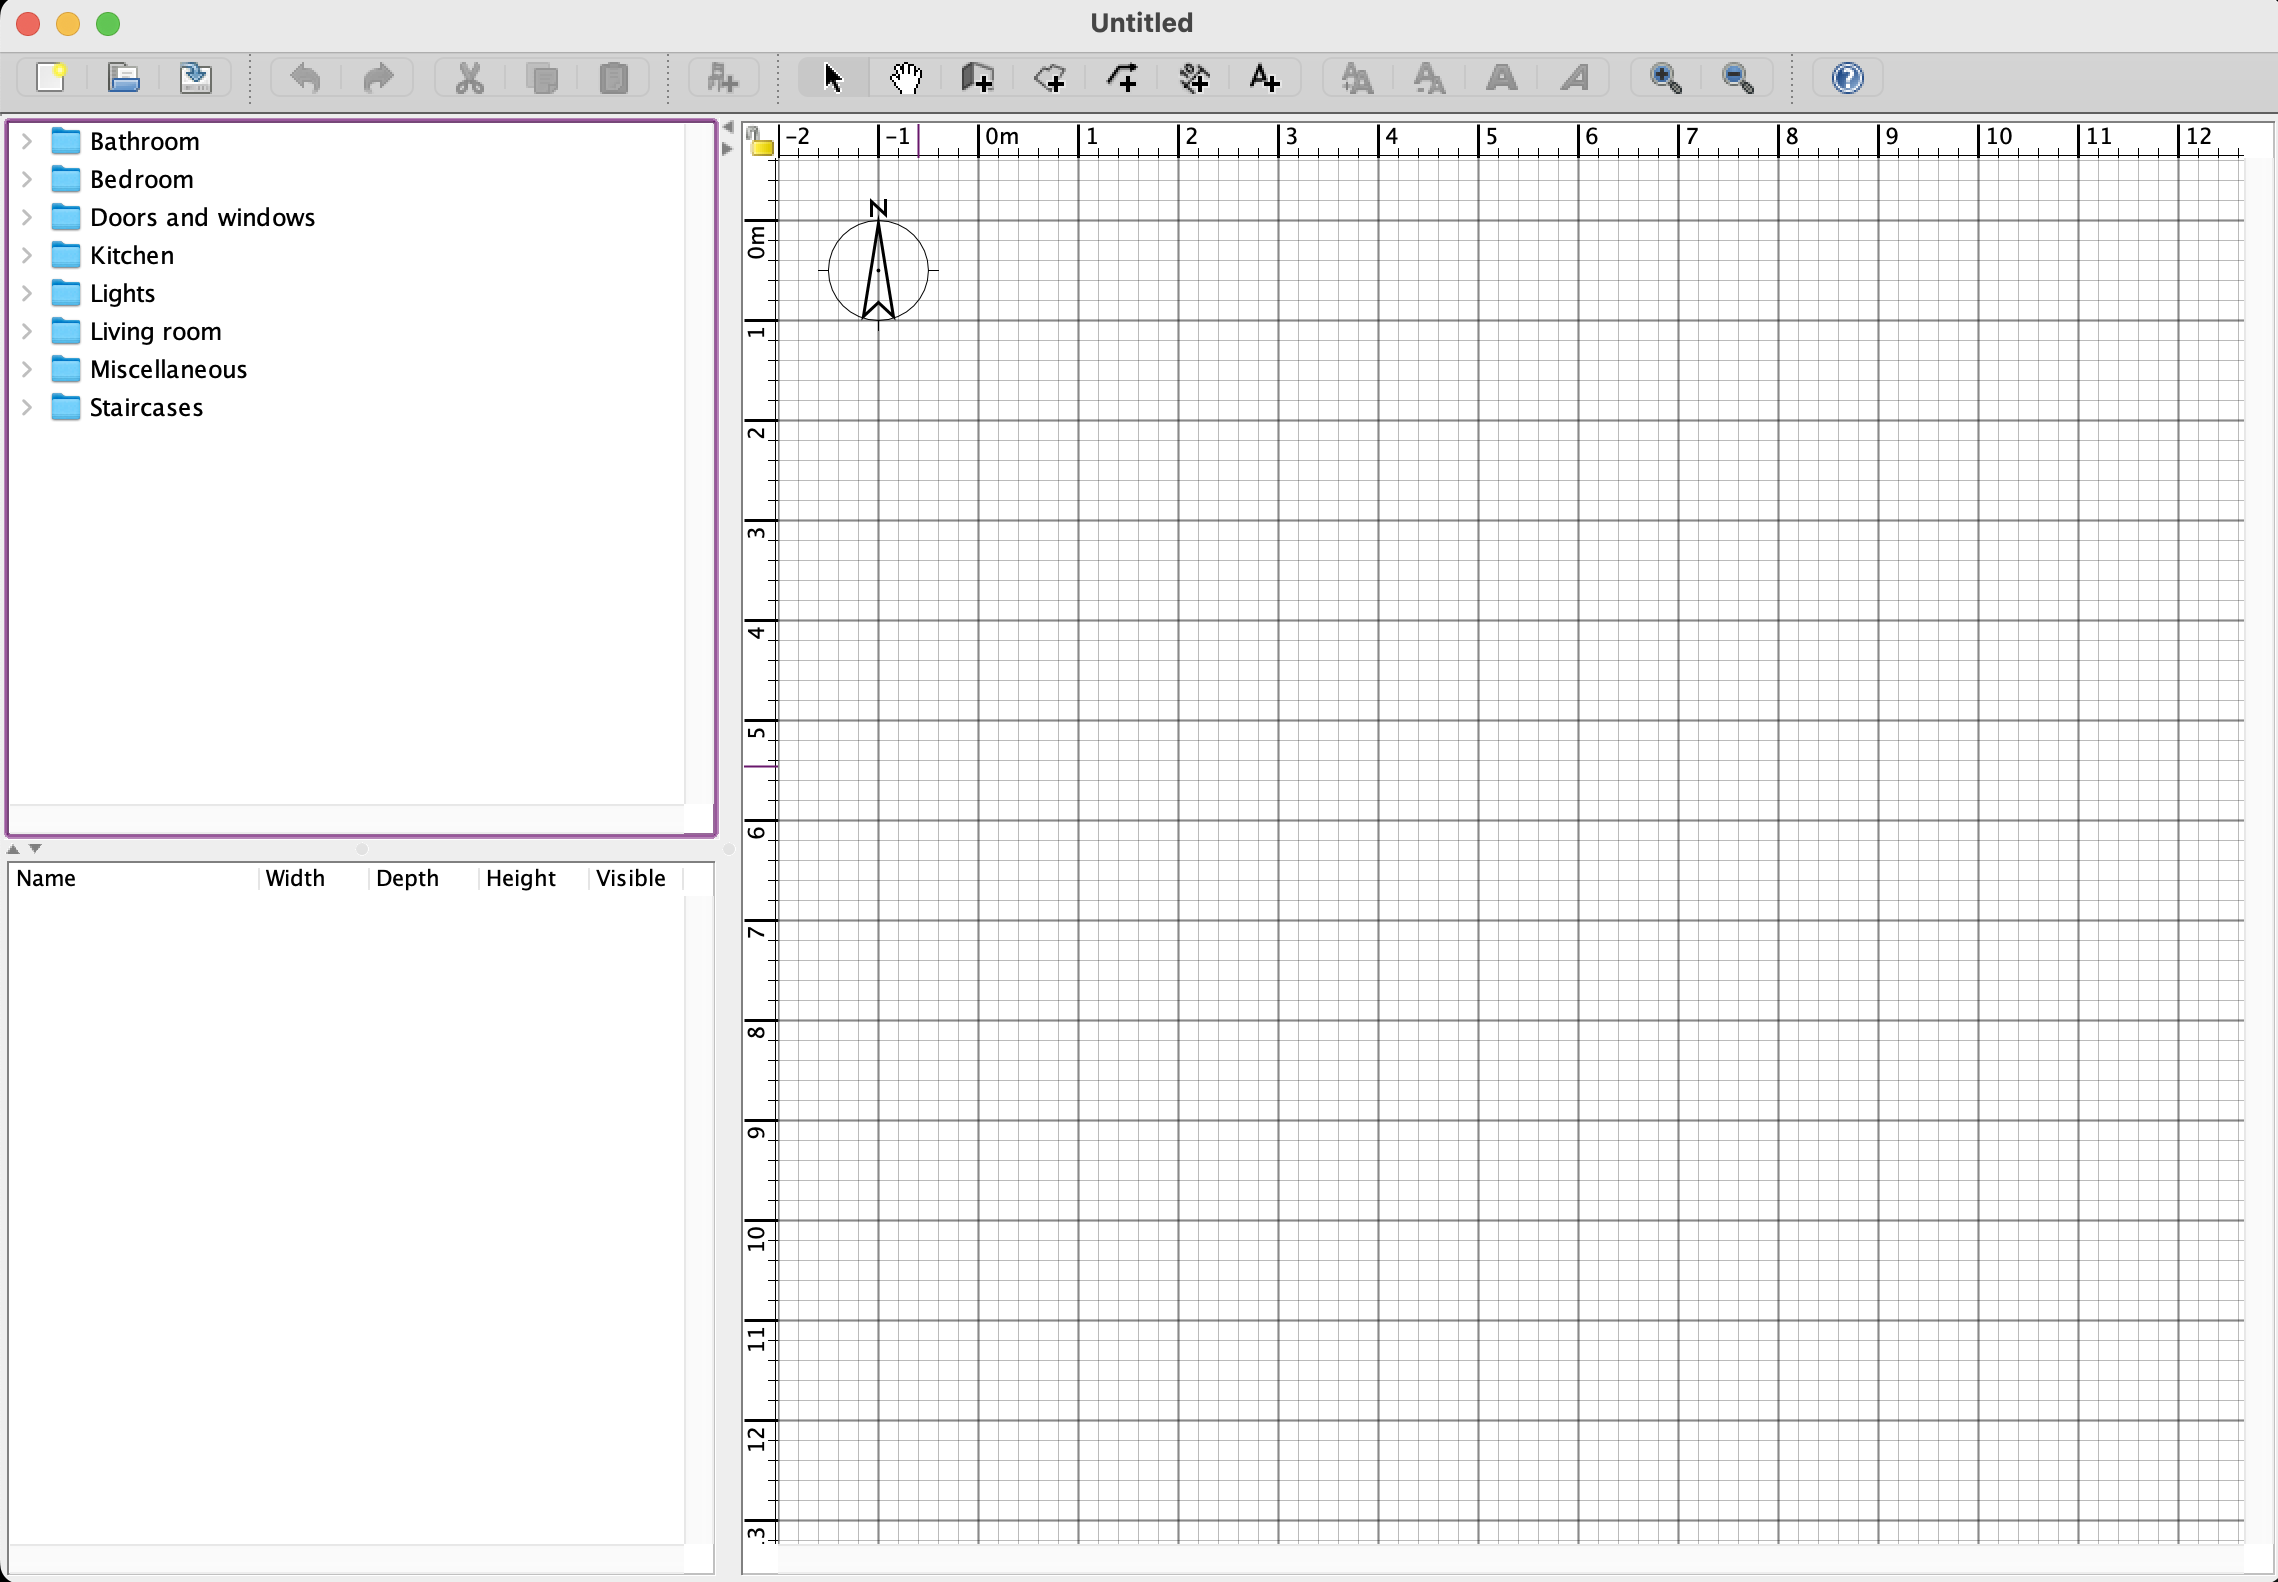 Untitled
Bathroom
Bedroom
Doors and windows
Kitchen
Lights
Living room
Miscellaneous
Staircases
Name Width Depth Height Visible
-2 -1 0m 1 2 3 4 5 6 7 8 9 10 11 12
N
0m
1
2
3
4
5
6
7
8
9
10
11
12
.3